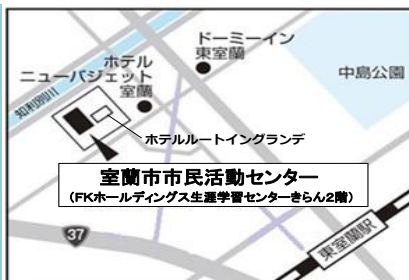 ドーミーイン
東室蘭
ホテル
ニューバジェット
室蘭
中島公園
知利別川
ホテルルートイングランデ
室蘭市市民活動センター
(FKホールディングス生涯学習センターきらん2階)
37
東室蘭駅